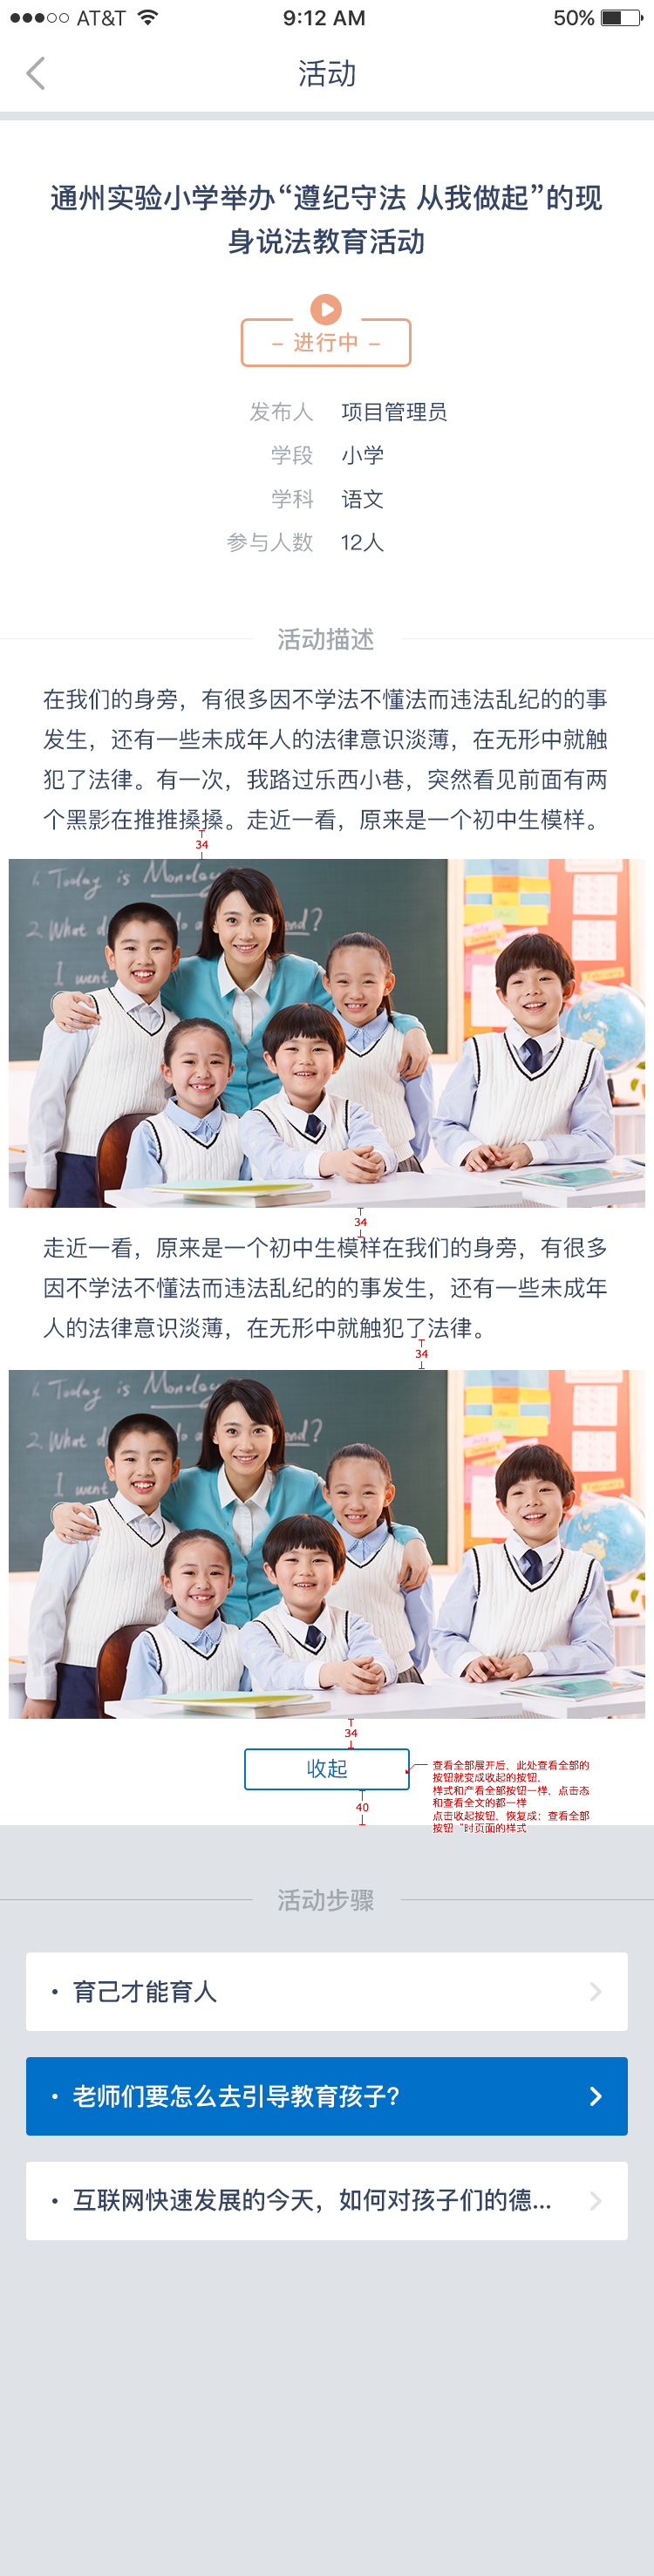 AT&T 9:12 AM 50%
活动
通州实验小学举办“遵纪守法 从我做起”的现
身说法教育活动
– 进行中 –
发布人 项目管理员
学段 小学
学科 语文
参与人数 12人
活动描述
在我们的身旁，有很多因不学法不懂法而违法乱纪的的事
发生，还有一些未成年人的法律意识淡薄，在无形中就触
犯了法律。有一次，我路过乐西小巷，突然看见前面有两
个黑影在推推搡搡。走近一看，原来是一个初中生模样。
34
Today is Monday
2. What d
I went
34
走近一看，原来是一个初中生模样在我们的身旁，有很多
因不学法不懂法而违法乱纪的的事发生，还有一些未成年
人的法律意识淡薄，在无形中就触犯了法律。
34
Today is Monday
2. What d
I went
34
收起
查看全部展开后，此处查看全部的
按钮就变成收起的按钮，
样式和产看全部按钮一样，点击态
和查看全文的都一样
点击收起按钮，恢复成：查看全部
按钮“时页面的样式
40
活动步骤
· 育己才能育人
· 老师们要怎么去引导教育孩子?
· 互联网快速发展的今天，如何对孩子们的德...